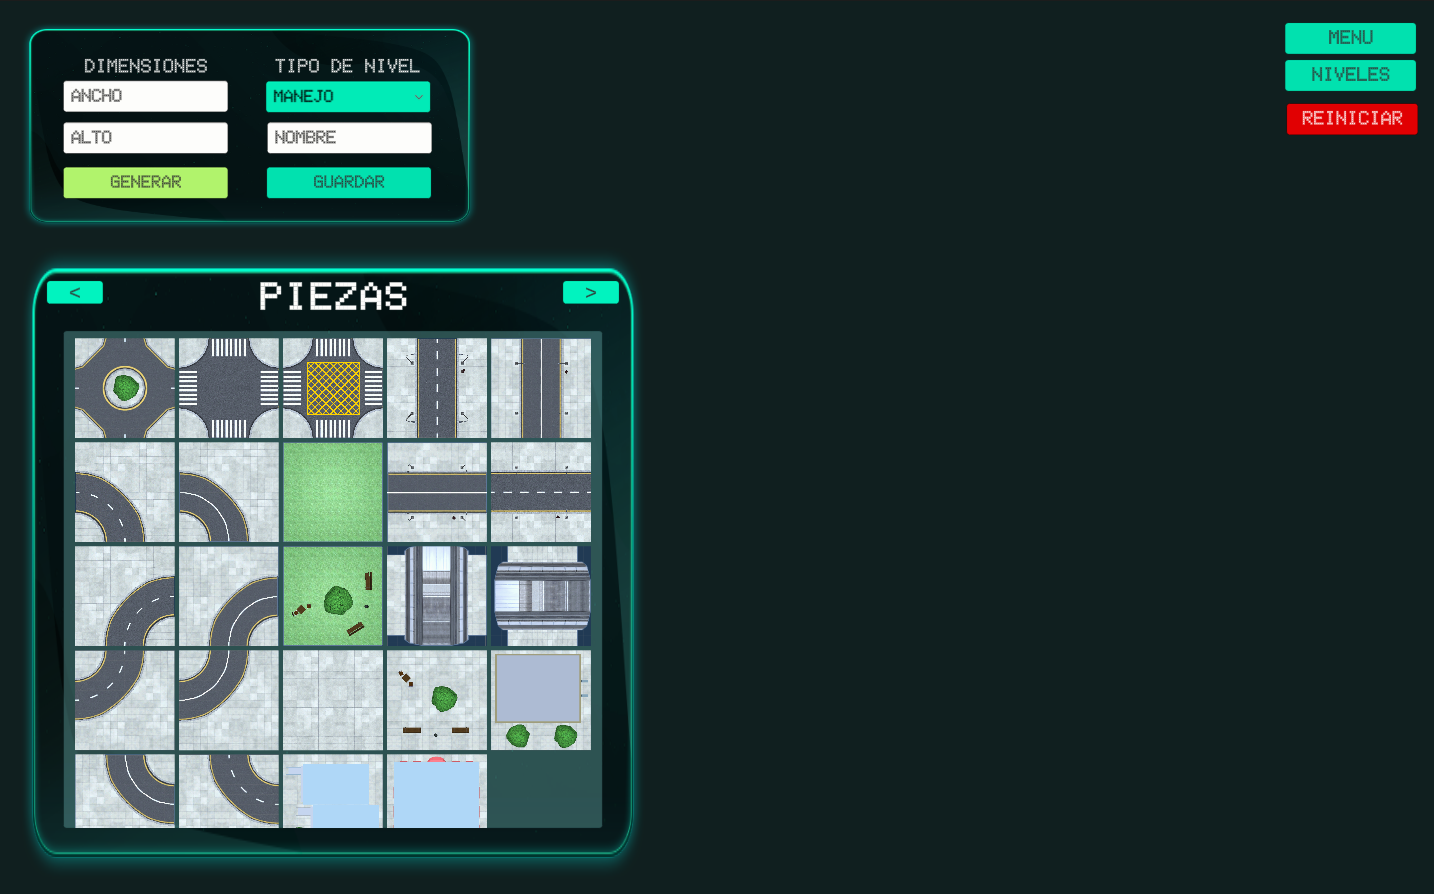 DIMENSIONES
TIPO DE NIVEL
ANCHO
MANEJO
ALTO
NOMBRE
GENERAR
GUARDAR
MENU
NIVELES
REINICIAR
<
PIEZAS
>